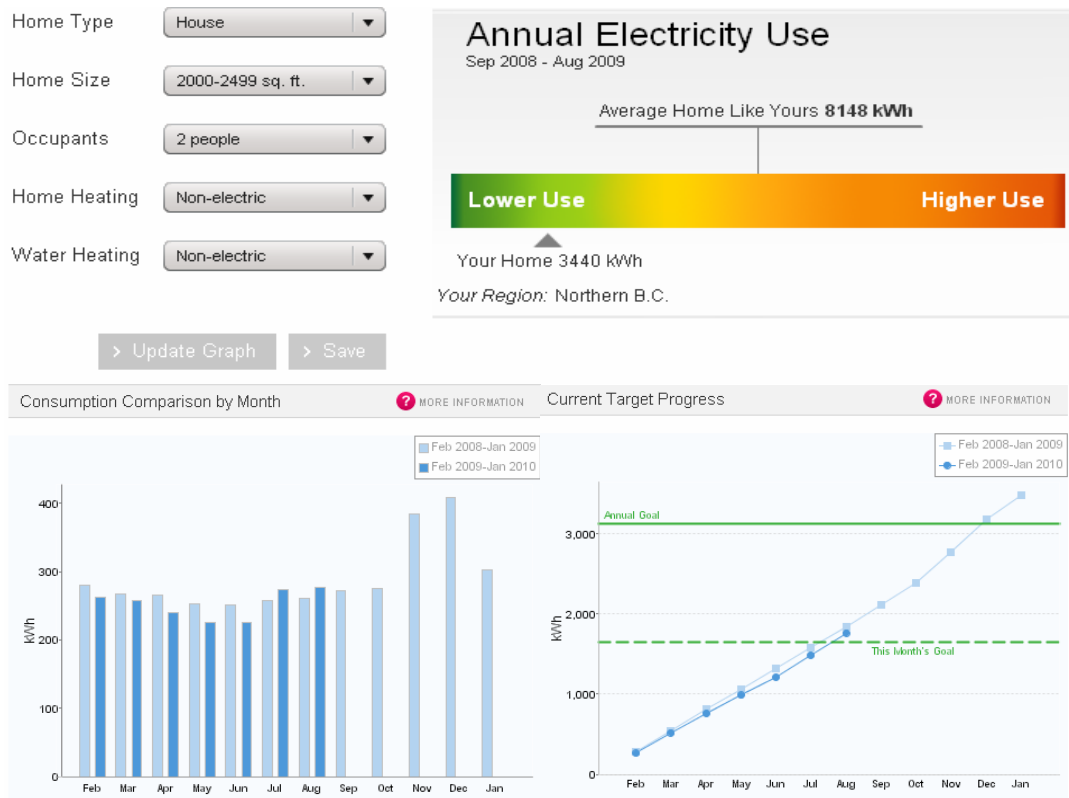 Home Type House
Home Size 2000-2499 sq. ft.
Occupants 2 people
Home Heating Non-electric
Water Heating Non-electric
> Update Graph > Save
Annual Electricity Use
Sep 2008 - Aug 2009
Average Home Like Yours 8148 kWh
Lower Use Higher Use
Your Home 3440 kWh
Your Region: Northern B.C.
Consumption Comparison by Month ? MORE INFORMATION
Feb 2008-Jan 2009
Feb 2009-Jan 2010
400
300
200
100
0
kWh
Feb Mar Apr May Jun Jul Aug Sep Oct Nov Dec Jan
Current Target Progress ? MORE INFORMATION
Feb 2008-Jan 2009
Feb 2009-Jan 2010
Annual Goal
3,000
2,000
This Month's Goal
1,000
0
kWh
Feb Mar Apr May Jun Jul Aug Sep Oct Nov Dec Jan